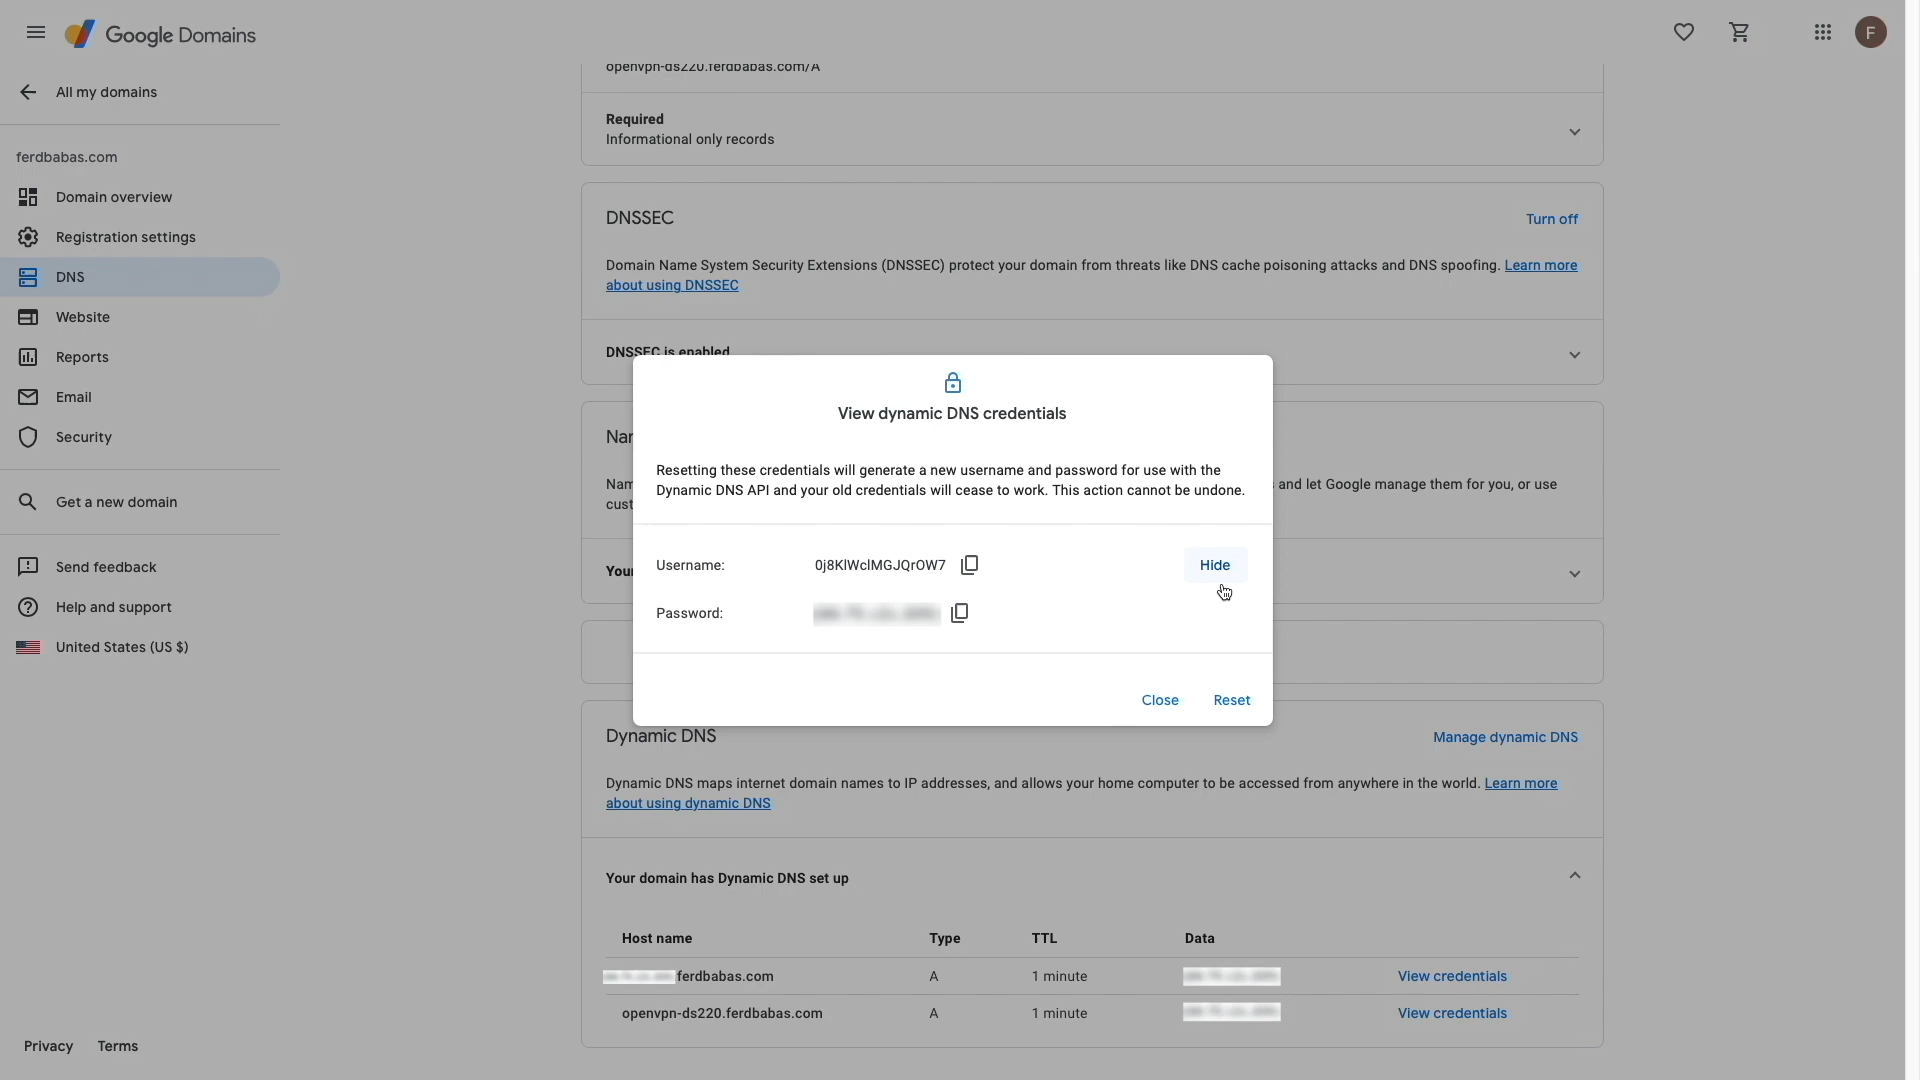 Google Domains
F
All my domains
ferdbabas.com
Domain overview
Registration settings
DNS
Website
Reports
Email
Security
Get a new domain
Send feedback
Help and support
United States (US $)
Privacy Terms
openvpn-ds220.ferdbabas.com/A
Required
Informational only records
DNSSEC
Turn off
Domain Name System Security Extensions (DNSSEC) protect your domain from threats like DNS cache poisoning attacks and DNS spoofing. Learn more
about using DNSSEC
DNSSEC is enabled
and let Google manage them for you, or use
View dynamic DNS credentials
Resetting these credentials will generate a new username and password for use with the
Dynamic DNS API and your old credentials will cease to work. This action cannot be undone.
Username: 0j8KlWclMGJQrOW7 Hide
Password:
Close Reset
Dynamic DNS
Manage dynamic DNS
Dynamic DNS maps internet domain names to IP addresses, and allows your home computer to be accessed from anywhere in the world. Learn more
about using dynamic DNS
Your domain has Dynamic DNS set up
Host name Type TTL Data
ferdbabas.com A 1 minute View credentials
openvpn-ds220.ferdbabas.com A 1 minute View credentials